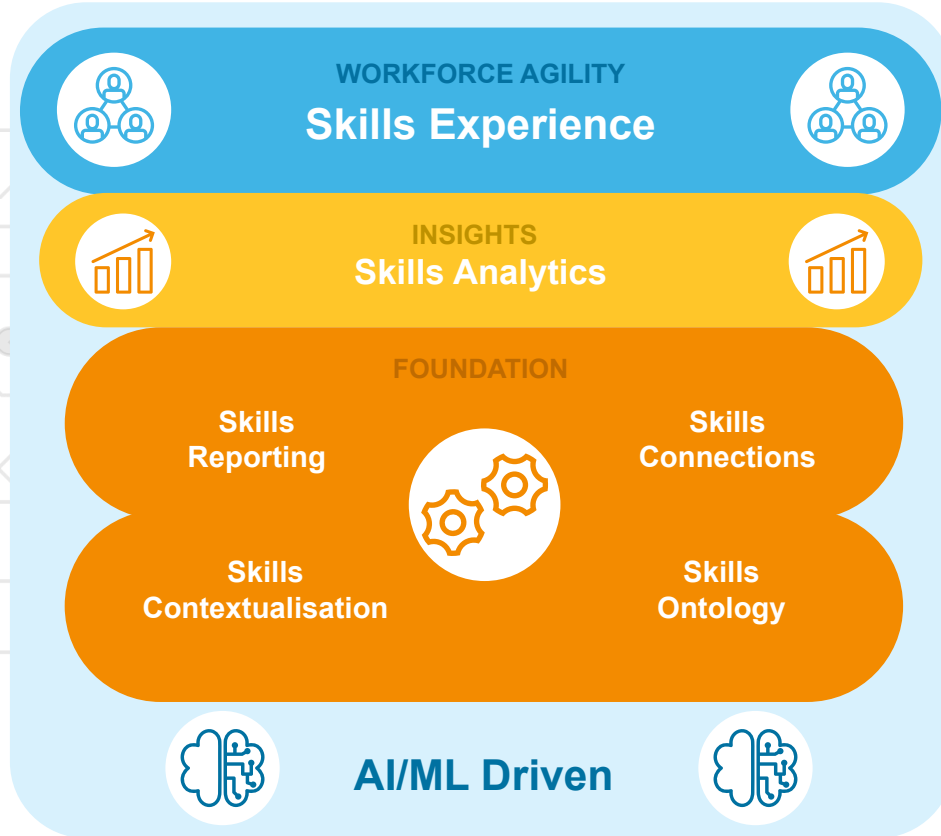 WORKFORCE AGILITY
Skills Experience
INSIGHTS
Skills Analytics
FOUNDATION
Skills
Reporting
Skills
Connections
Skills
Contextualisation
Skills
Ontology
AI/ML Driven